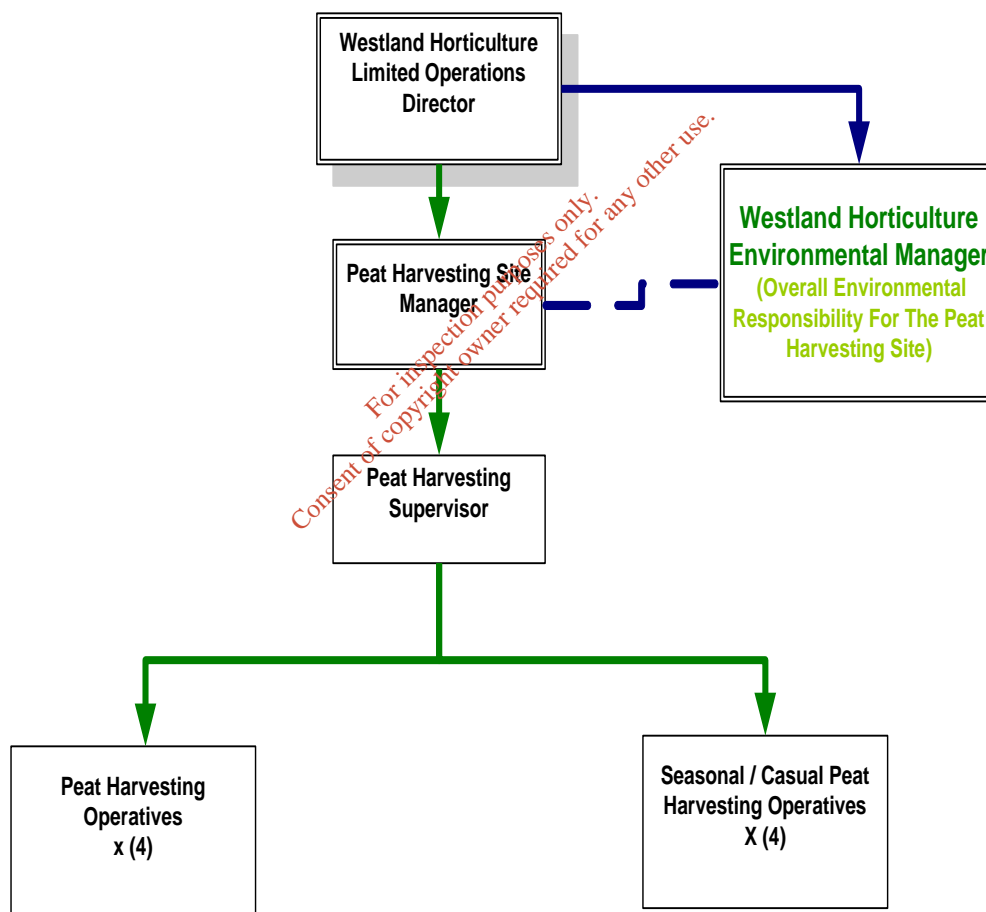 Westland Horticulture
Limited Operations
Director
Westland Horticulture
Environmental Manager
(Overall Environmental
Responsibility For The Peat
Harvesting Site)
Peat Harvesting Site
Manager
For inspection purposes only.
Consent of copyright owner required for any other use.
Peat Harvesting
Supervisor
Peat Harvesting
Operatives
x (4)
Seasonal / Casual Peat
Harvesting Operatives
X (4)